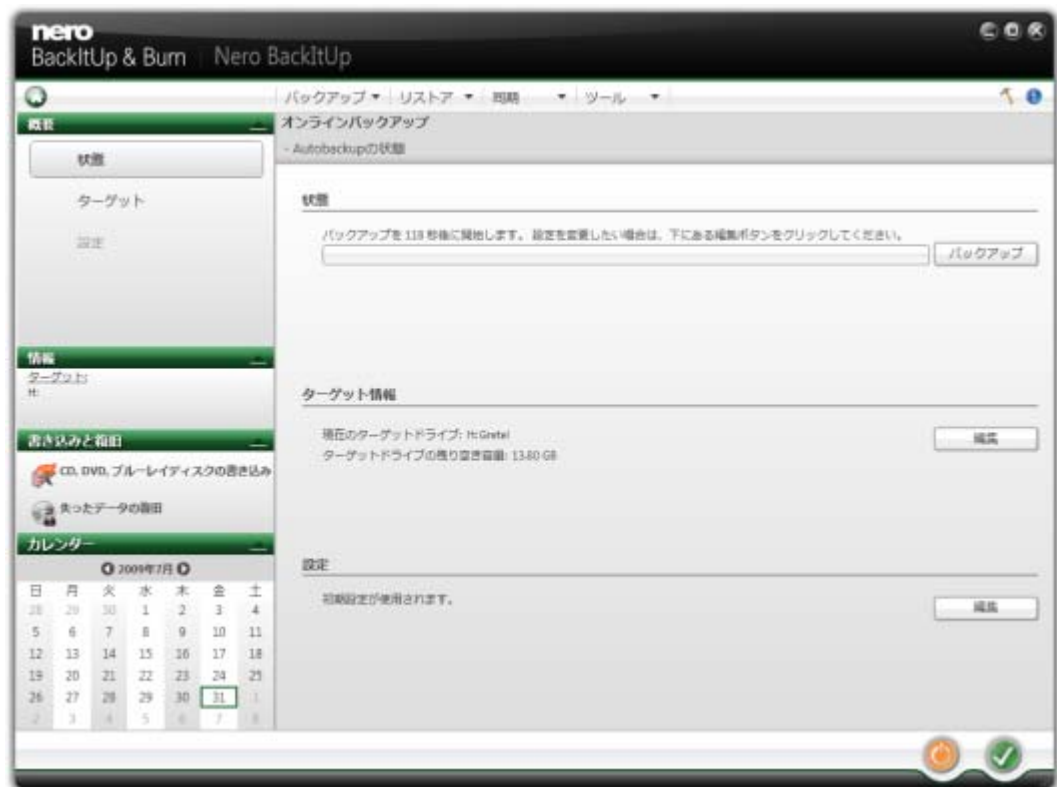 nero
BackItUp & Burn | Nero BackItUp
バックアップ リストア 同期 ツール
概要
オンラインバックアップ
- Autobackupの状態
状態
ターゲット
設定
状態
バックアップを 118 秒後に開始します。 設定を変更したい場合は、下にある編集ボタンをクリックしてください。
バックアップ
情報
ターゲット:
H:
ターゲット情報
現在のターゲットドライブ: H:Gretel
編集
ターゲットドライブの残り空き容量: 13.80 GB
書き込みと復旧
CD, DVD, ブルーレイディスクの書き込み
失ったデータの復旧
カレンダー
2009年7月
日 月 火 水 木 金 土
28 29 30 1 2 3 4
5 6 7 8 9 10 11
12 13 14 15 16 17 18
19 20 21 22 23 24 25
26 27 28 29 30 31 1
2 3 4 5 6 7 8
設定
初期設定が使用されます。
編集